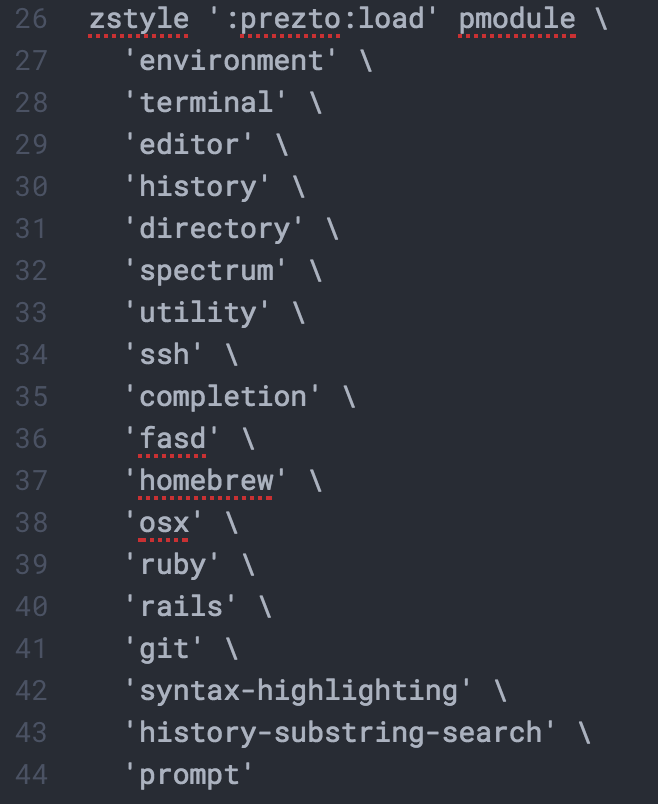 26 zstyle ':prezto:load' pmodule \
27 'environment' \
28 'terminal' \
29 'editor' \
30 'history' \
31 'directory' \
32 'spectrum' \
33 'utility' \
34 'ssh' \
35 'completion' \
36 'fasd' \
37 'homebrew' \
38 'osx' \
39 'ruby' \
40 'rails' \
41 'git' \
42 'syntax-highlighting' \
43 'history-substring-search' \
44 'prompt'